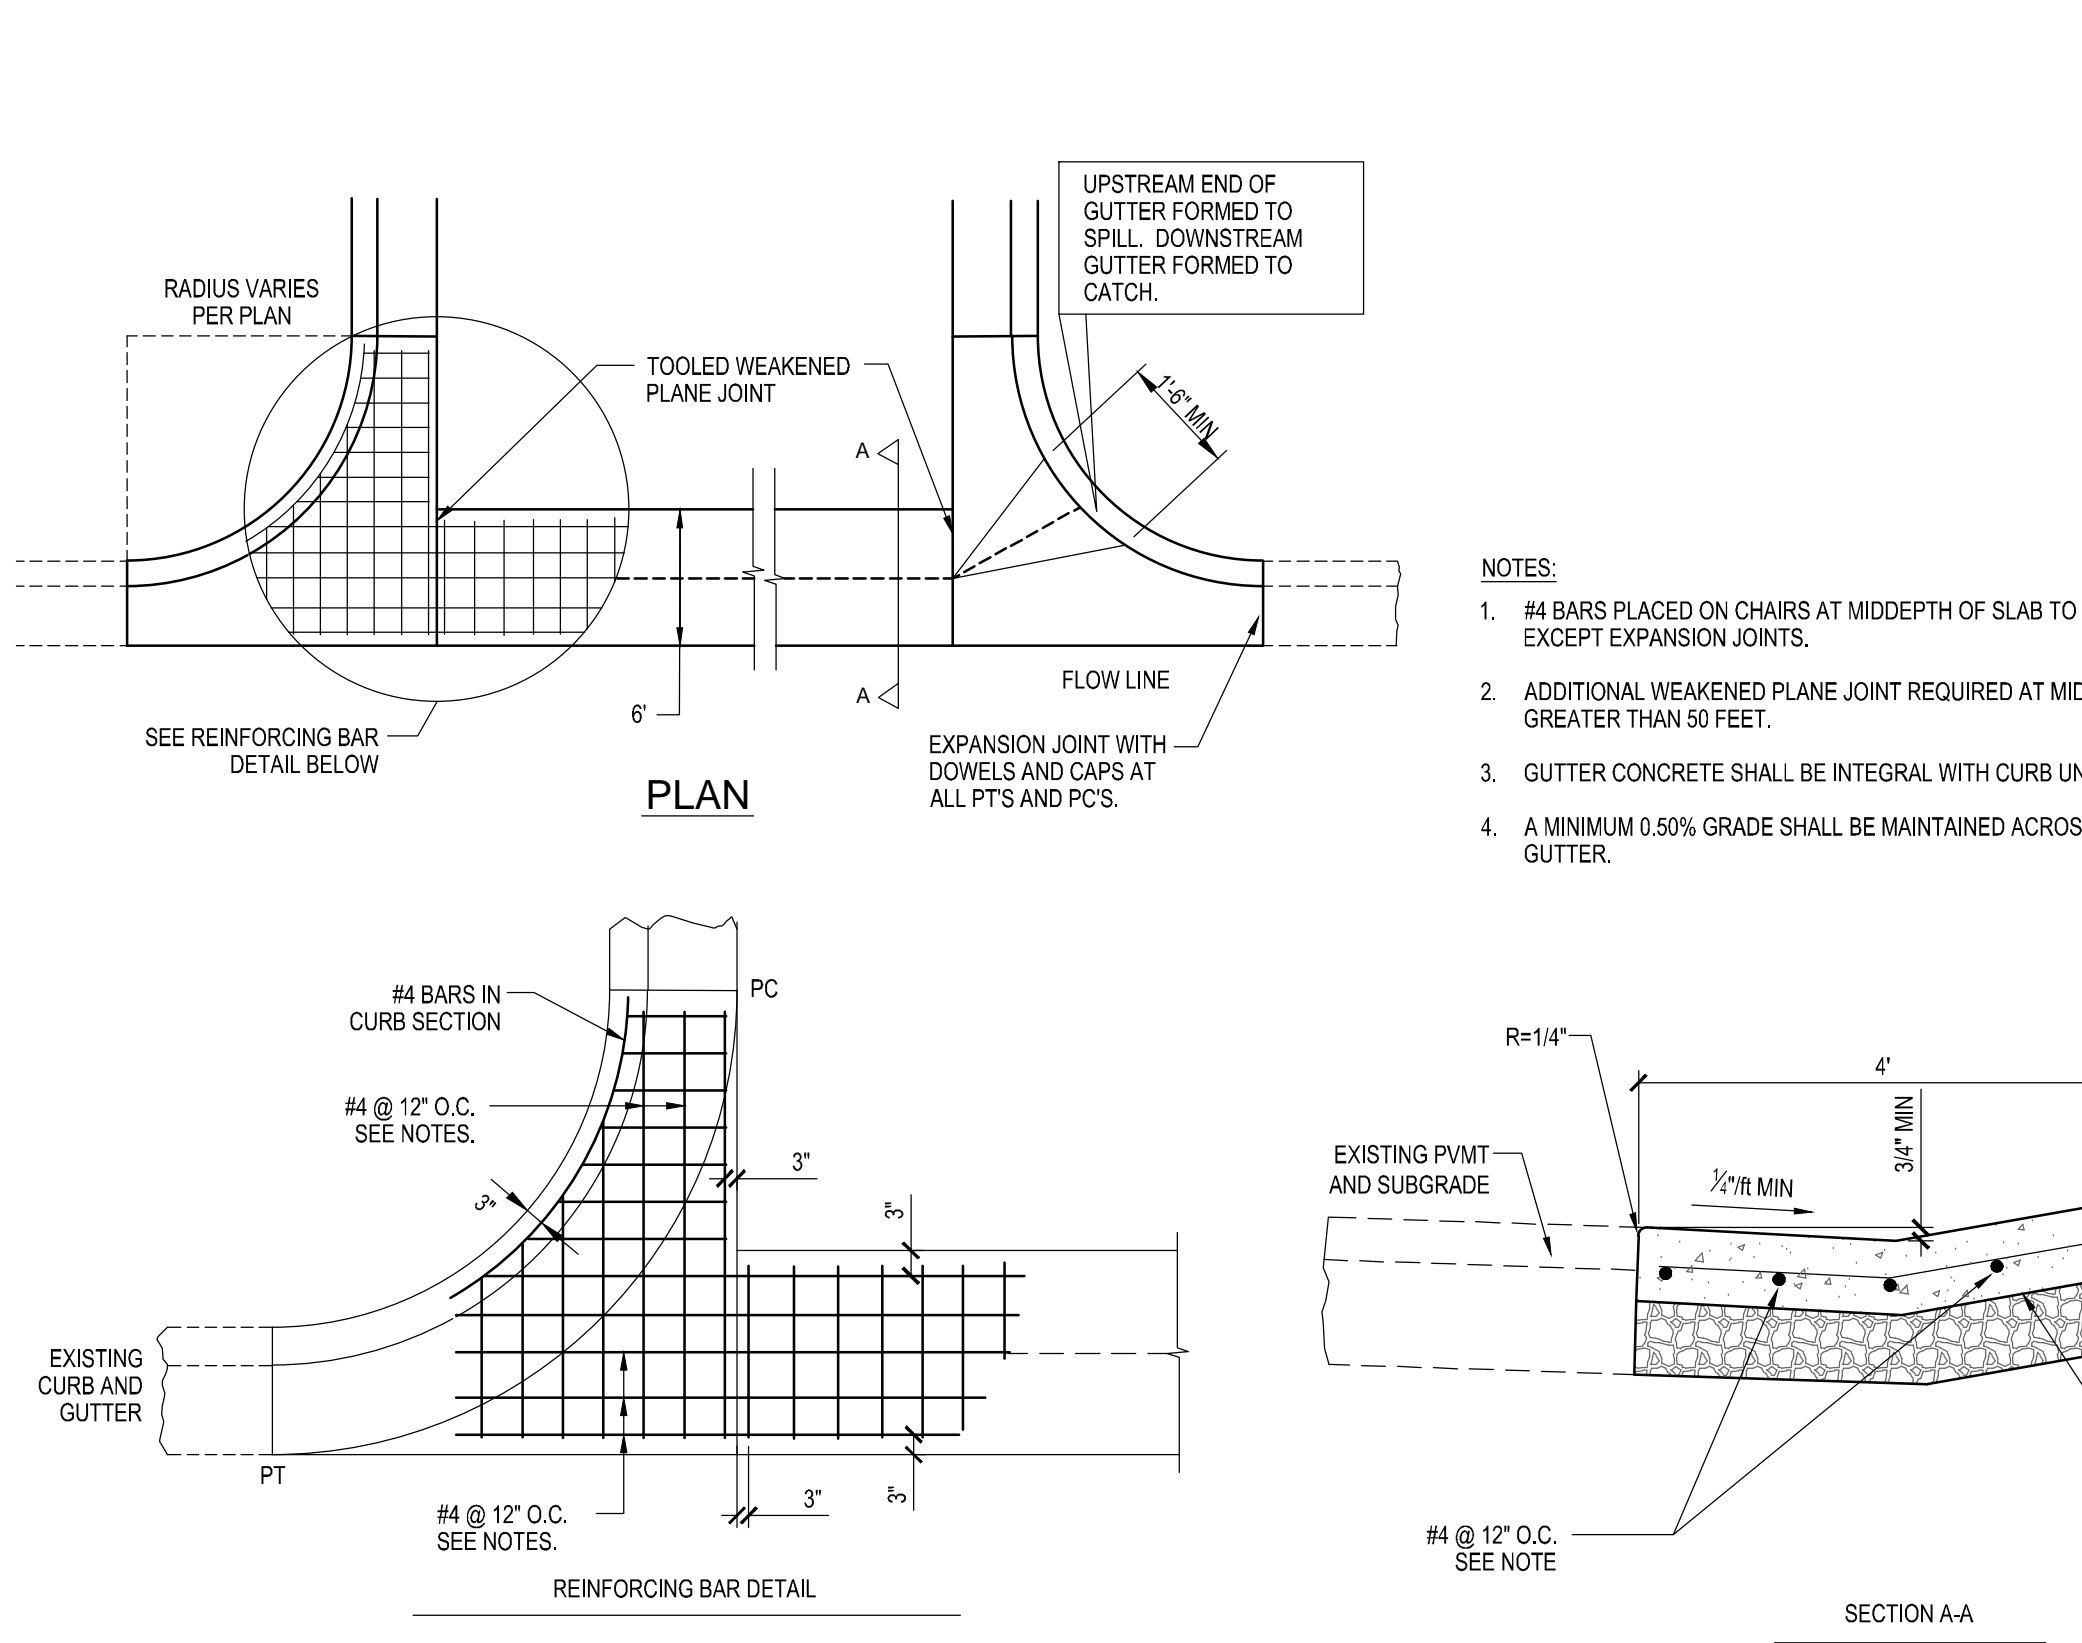 UPSTREAM END OF
GUTTER FORMED TO
SPILL. DOWNSTREAM
GUTTER FORMED TO
CATCH.
RADIUS VARIES
PER PLAN
TOOLED WEAKENED
PLANE JOINT
1'-6" MIN
A
A
6'
FLOW LINE
SEE REINFORCING BAR
DETAIL BELOW
EXPANSION JOINT WITH
DOWELS AND CAPS AT
ALL PT'S AND PC'S.
PLAN
NOTES:
1. #4 BARS PLACED ON CHAIRS AT MIDDEPTH OF SLAB TO
EXCEPT EXPANSION JOINTS.
2. ADDITIONAL WEAKENED PLANE JOINT REQUIRED AT
GREATER THAN 50 FEET.
3. GUTTER CONCRETE SHALL BE INTEGRAL WITH CURB
4. A MINIMUM 0.50% GRADE SHALL BE MAINTAINED
GUTTER.
#4 BARS IN
CURB SECTION
PC
#4 @ 12" O.C.
SEE NOTES.
3"
3"
3"
EXISTING
CURB AND
GUTTER
PT
#4 @ 12" O.C.
SEE NOTES.
3"
3"
REINFORCING BAR DETAIL
R=1/4"
4'
3/4" MIN
EXISTING PVMT
AND SUBGRADE
1/4"/ft MIN
#4 @ 12" O.C.
SEE NOTE
SECTION A-A